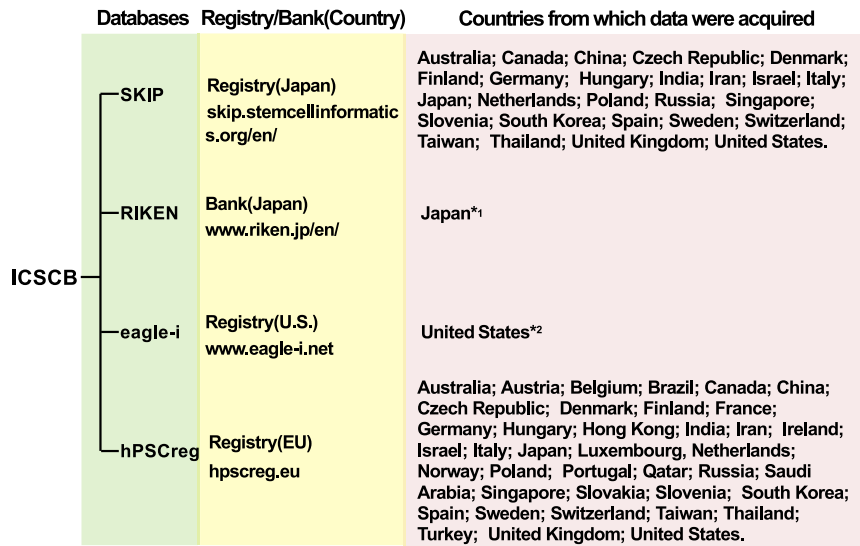 Databases
Registry/Bank(Country)
Countries from which data were acquired
ICSCB
SKIP
Registry(Japan)
skip.stemcellinformatic
s.org/en/
Australia; Canada; China; Czech Republic; Denmark;
Finland; Germany; Hungary; India; Iran; Israel; Italy;
Japan; Netherlands; Poland; Russia; Singapore;
Slovenia; South Korea; Spain; Sweden; Switzerland;
Taiwan; Thailand; United Kingdom; United States.
RIKEN
Bank(Japan)
www.riken.jp/en/
Japan*1
eagle-i
Registry(U.S.)
www.eagle-i.net
United States*2
hPSCreg
Registry(EU)
hpscreg.eu
Australia; Austria; Belgium; Brazil; Canada; China;
Czech Republic; Denmark; Finland; France;
Germany; Hungary; Hong Kong; India; Iran; Ireland;
Israel; Italy; Japan; Luxembourg, Netherlands;
Norway; Poland; Portugal; Qatar; Russia; Saudi
Arabia; Singapore; Slovakia; Slovenia; South Korea;
Spain; Sweden; Switzerland; Taiwan; Thailand;
Turkey; United Kingdom; United States.